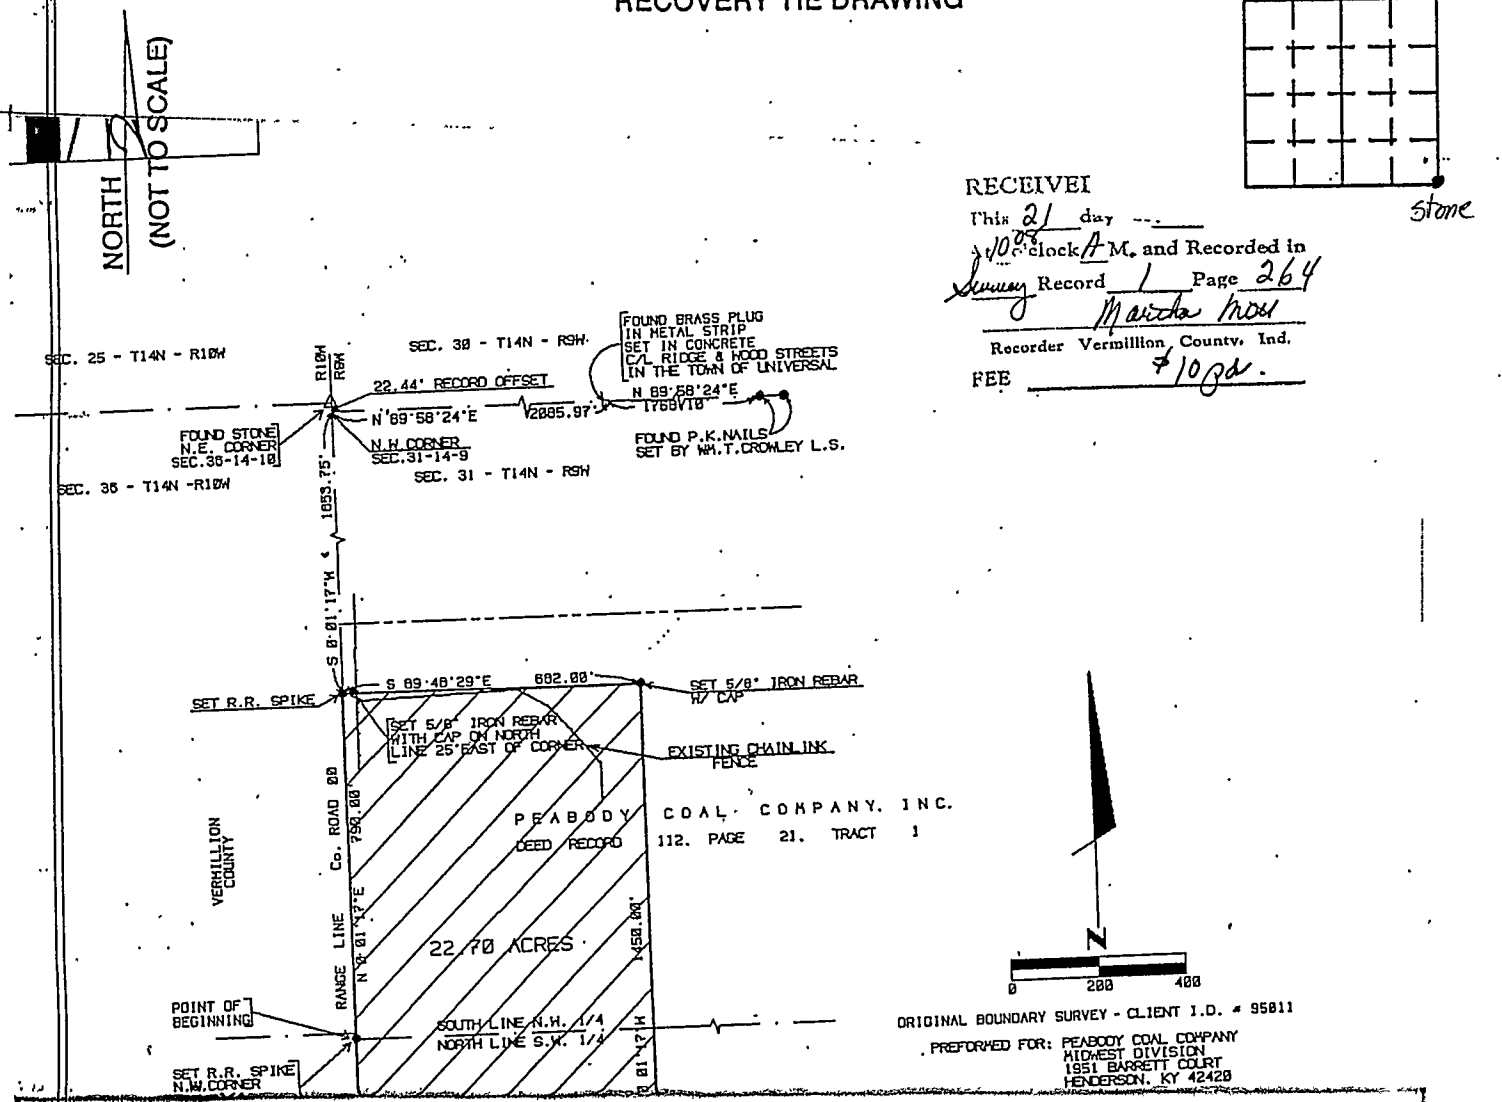 RECOVERY TIE DRAWING
NORTH
(NOT TO SCALE)
stone
RECEIVE
This 21 day
10 o'clock A M. and Recorded in
Survey Record 1 Page 264
Martha
Recorder Vermillion, County, Ind.
FEE $10 pd.
SEC. 25 - T14N - R10W
R10W
R9W
SEC. 30 - T14N - R9W
FOUND BRASS PLUG
IN METAL STRIP
SET IN CONCRETE
C/L RIDGE & WOOD STREETS
IN THE TOWN OF UNIVERSAL
22.44' RECORD OFFSET
N 89°58'24"E
2085.97'
N 89°58'24"E
FOUND STONE
N.E. CORNER
SEC.36-14-10
N.W.CORNER
SEC.31-14-9
FOUND P.K.NAILS
SET BY WM.T.CROWLEY L.S.
SEC. 36 - T14N -R10W
SEC. 31 - T14N - R9W
1853.75'
S 0°01'17"W
SET R.R. SPIKE
S 89°48'29"E 682.00'
SET 5/8" IRON REBAR
W/ CAP
SET 5/8" IRON REBAR
WITH CAP ON NORTH
LINE 25'EAST OF CORNER
EXISTING CHAINLINK
FENCE
VERMILLION
COUNTY
RANGE LINE Co. ROAD 00
790.00'
N 0°01'17"E
PEABODY COAL COMPANY, INC.
DEED RECORD 112, PAGE 21, TRACT 1
22.70 ACRES
1450.00'
0°01'17"W
POINT OF
BEGINNING
SOUTH LINE N.W. 1/4
NORTH LINE S.W. 1/4
SET R.R. SPIKE
N.W.CORNER
N
0 200 400
ORIGINAL BOUNDARY SURVEY - CLIENT I.D. # 95011
PREFORMED FOR: PEABODY COAL COMPANY
MIDWEST DIVISION
1951 BARRETT COURT
HENDERSON, KY 42420